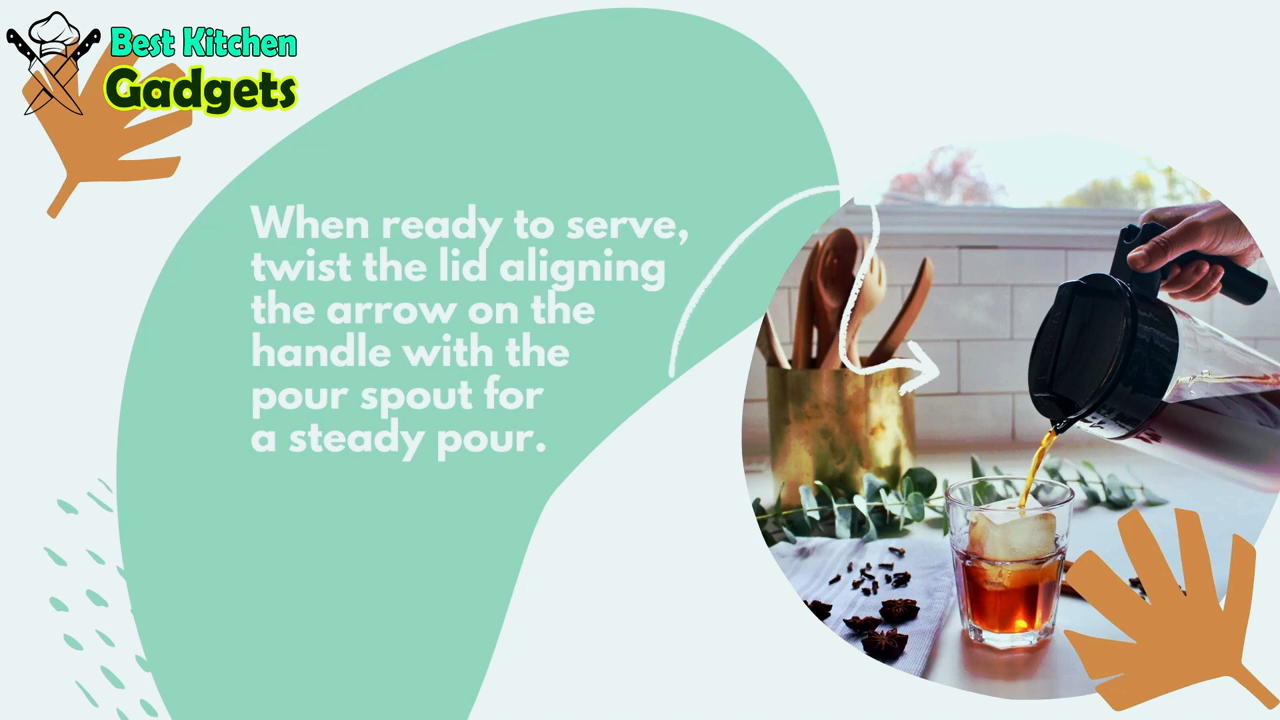 Best Kitchen
Gadgets
When ready to serve,
twist the lid aligning
the arrow on the
handle with the
pour spout for
a steady pour.